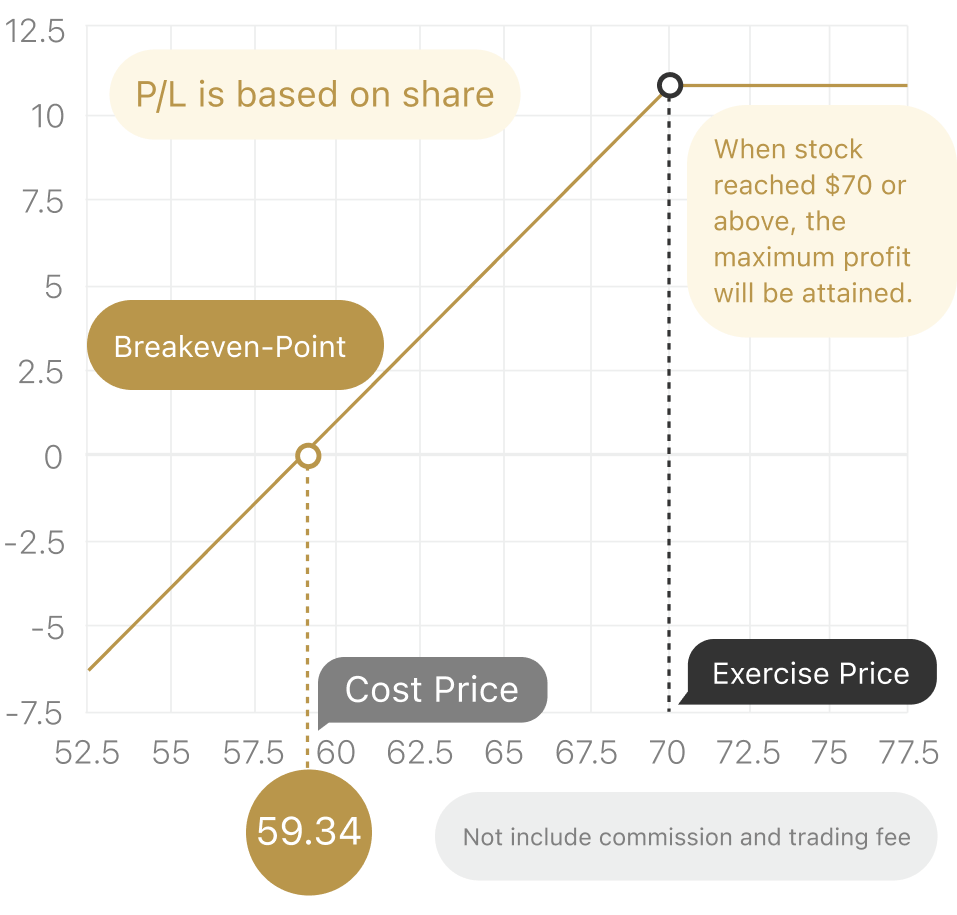 12.5
P/L is based on share
10
When stock
reached $70 or
above, the
maximum profit
will be attained.
7.5
5
Breakeven-Point
2.5
0
-2.5
-5
Cost Price
Exercise Price
-7.5
52.5 55 57.5 60 62.5 65 67.5 70 72.5 75 77.5
59.34
Not include commission and trading fee